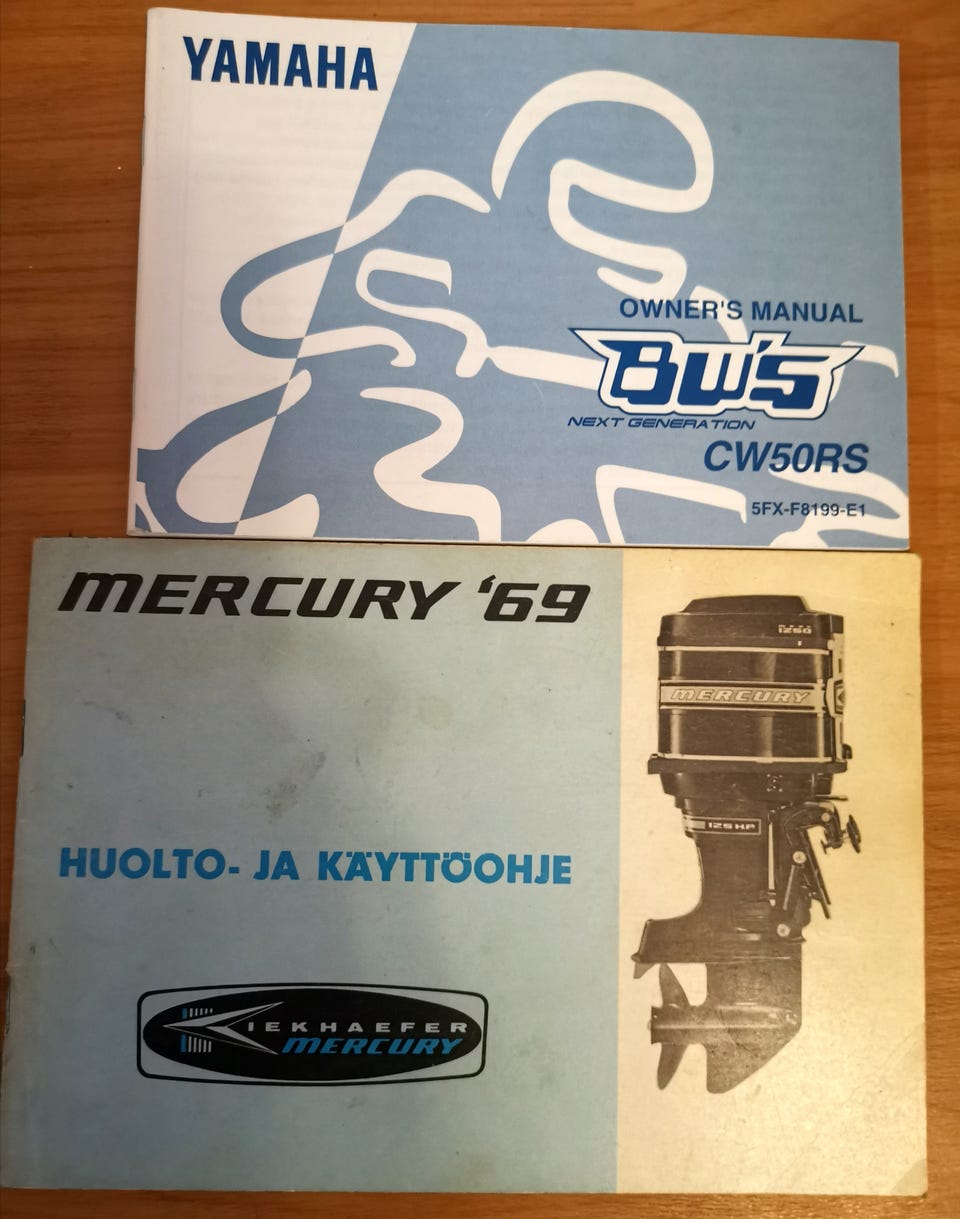 YAMAHA
OWNER'S MANUAL
BW'S
NEXT GENERATION
CW50RS
5FX-F8199-E1
MERCURY '69
1250
MERCURY
125 H.P
HUOLTO- JA KÄYTTÖOHJE
KIEKHAEFER
MERCURY